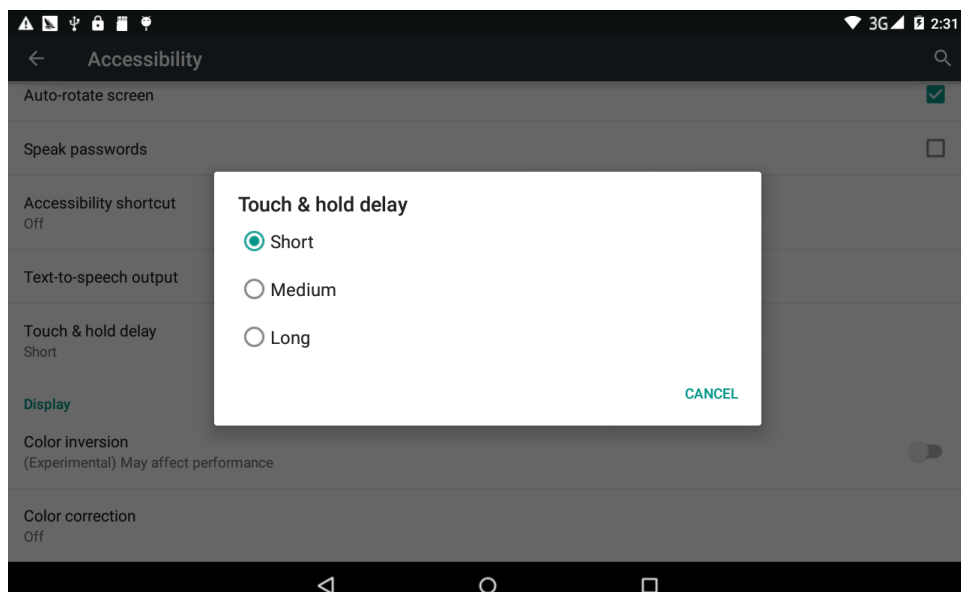 3G 2:31
Accessibility
Auto-rotate screen
Speak passwords
Accessibility shortcut
Off
Text-to-speech output
Touch & hold delay
Short
Display
Color inversion
(Experimental) May affect performance
Color correction
Off
Touch & hold delay
Short
Medium
Long
CANCEL